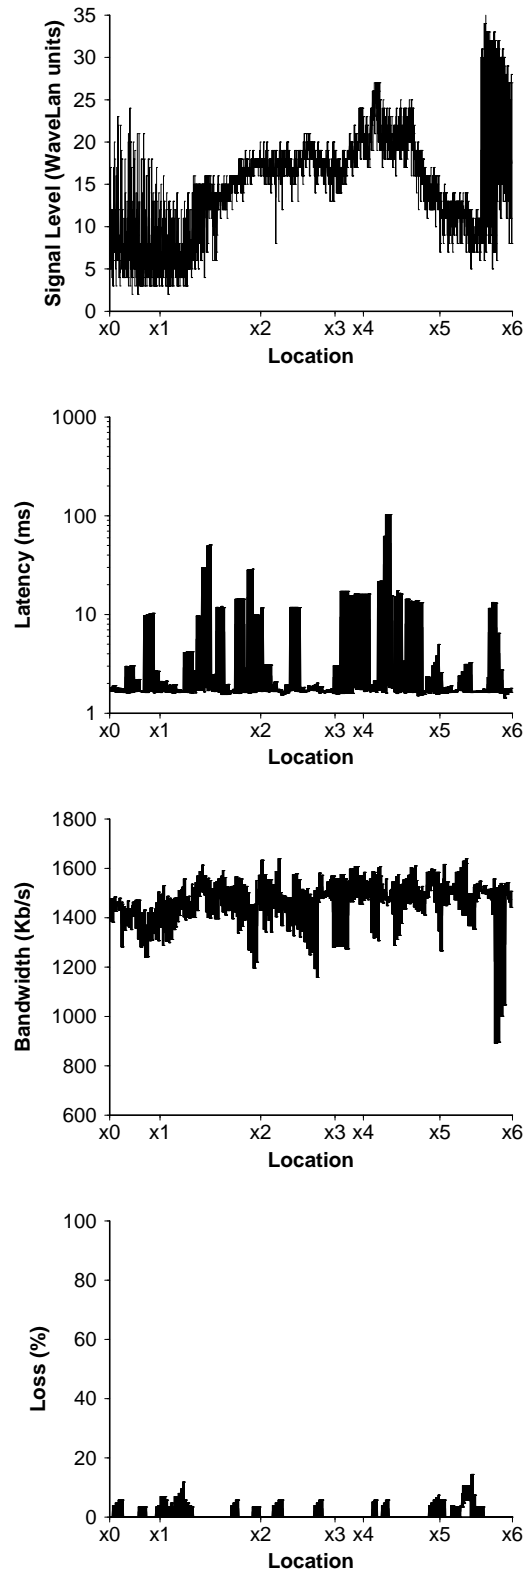 35
30
25
20
15
10
5
0
Signal Level (WaveLan units)
x0 x1 x2 x3 x4 x5 x6
Location
1000
100
10
1
Latency (ms)
x0 x1 x2 x3 x4 x5 x6
Location
1800
1600
1400
1200
1000
800
600
Bandwidth (Kb/s)
x0 x1 x2 x3 x4 x5 x6
Location
100
80
60
40
20
0
Loss (%)
x0 x1 x2 x3 x4 x5 x6
Location